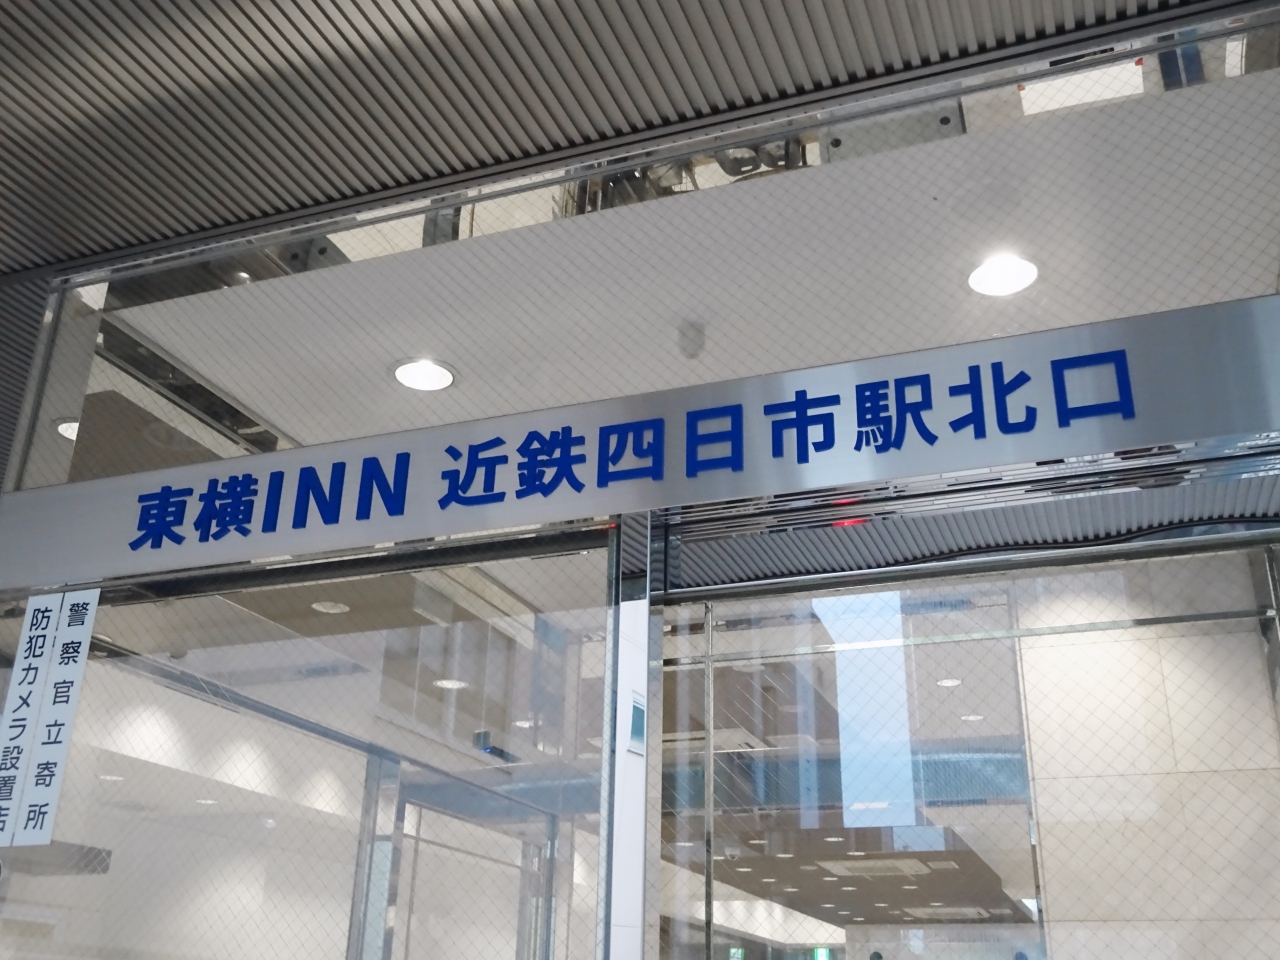 東横INN 近鉄四日市駅北口
警察官立寄所
防犯カメラ設置店